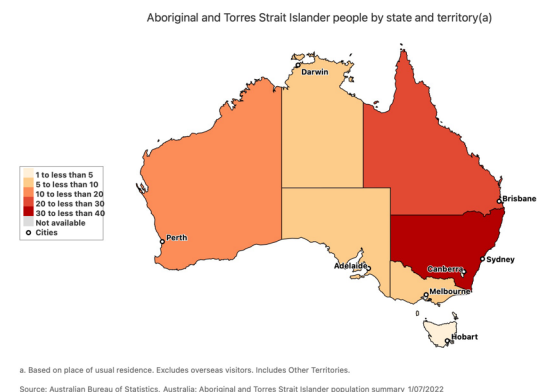 Aboriginal and Torres Strait Islander people by state and territory(a)
Darwin
1 to less than 5
5 to less than 10
10 to less than 20
20 to less than 30
30 to less than 40
Not available
Cities
Brisbane
Perth
Sydney
Adelaide
Canberra
Melbourne
Hobart
a. Based on place of usual residence. Excludes overseas visitors. Includes Other Territories.
Source: Australian Bureau of Statistics, Australia: Aboriginal and Torres Strait Islander population summary 1/07/2022